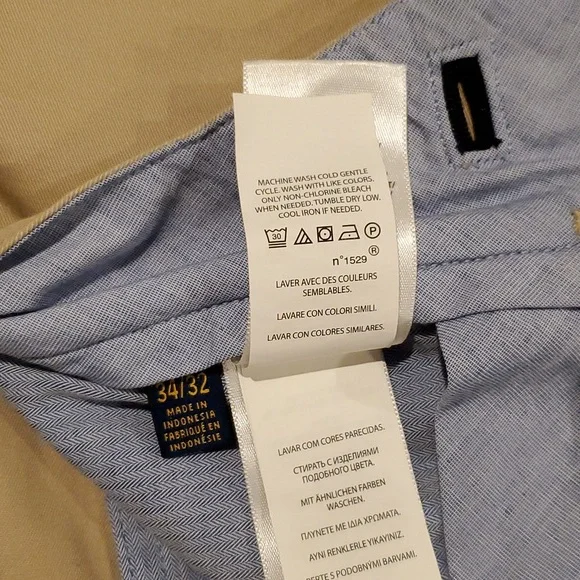 MACHINE WASH COLD GENTLE
CYCLE. WASH WITH LIKE COLORS.
ONLY NON-CHLORINE BLEACH
WHEN NEEDED. TUMBLE DRY LOW.
COOL IRON IF NEEDED.
30 P
n°1529 ®
LAVER AVEC DES COULEURS
SEMBLABLES.
LAVARE CON COLORI SIMILI.
LAVAR CON COLORES SIMILARES.
34/32
MADE IN
INDONESIA
FABRIQUÉ EN
INDONÉSIE
LAVAR COM CORES PARECIDAS.
СТИРАТЬ С ИЗДЕЛИЯМИ
ПОДОБНОГО ЦВЕТА.
MIT ÄHNLICHEN FARBEN
WASCHEN.
ΠΛΥΝΕΤΕ ΜΕ ΙΔΙΑ ΧΡΩΜΑΤΑ.
AYNI RENKLERLE YIKAYINIZ.
S PODOBNYMI BARVAMI.